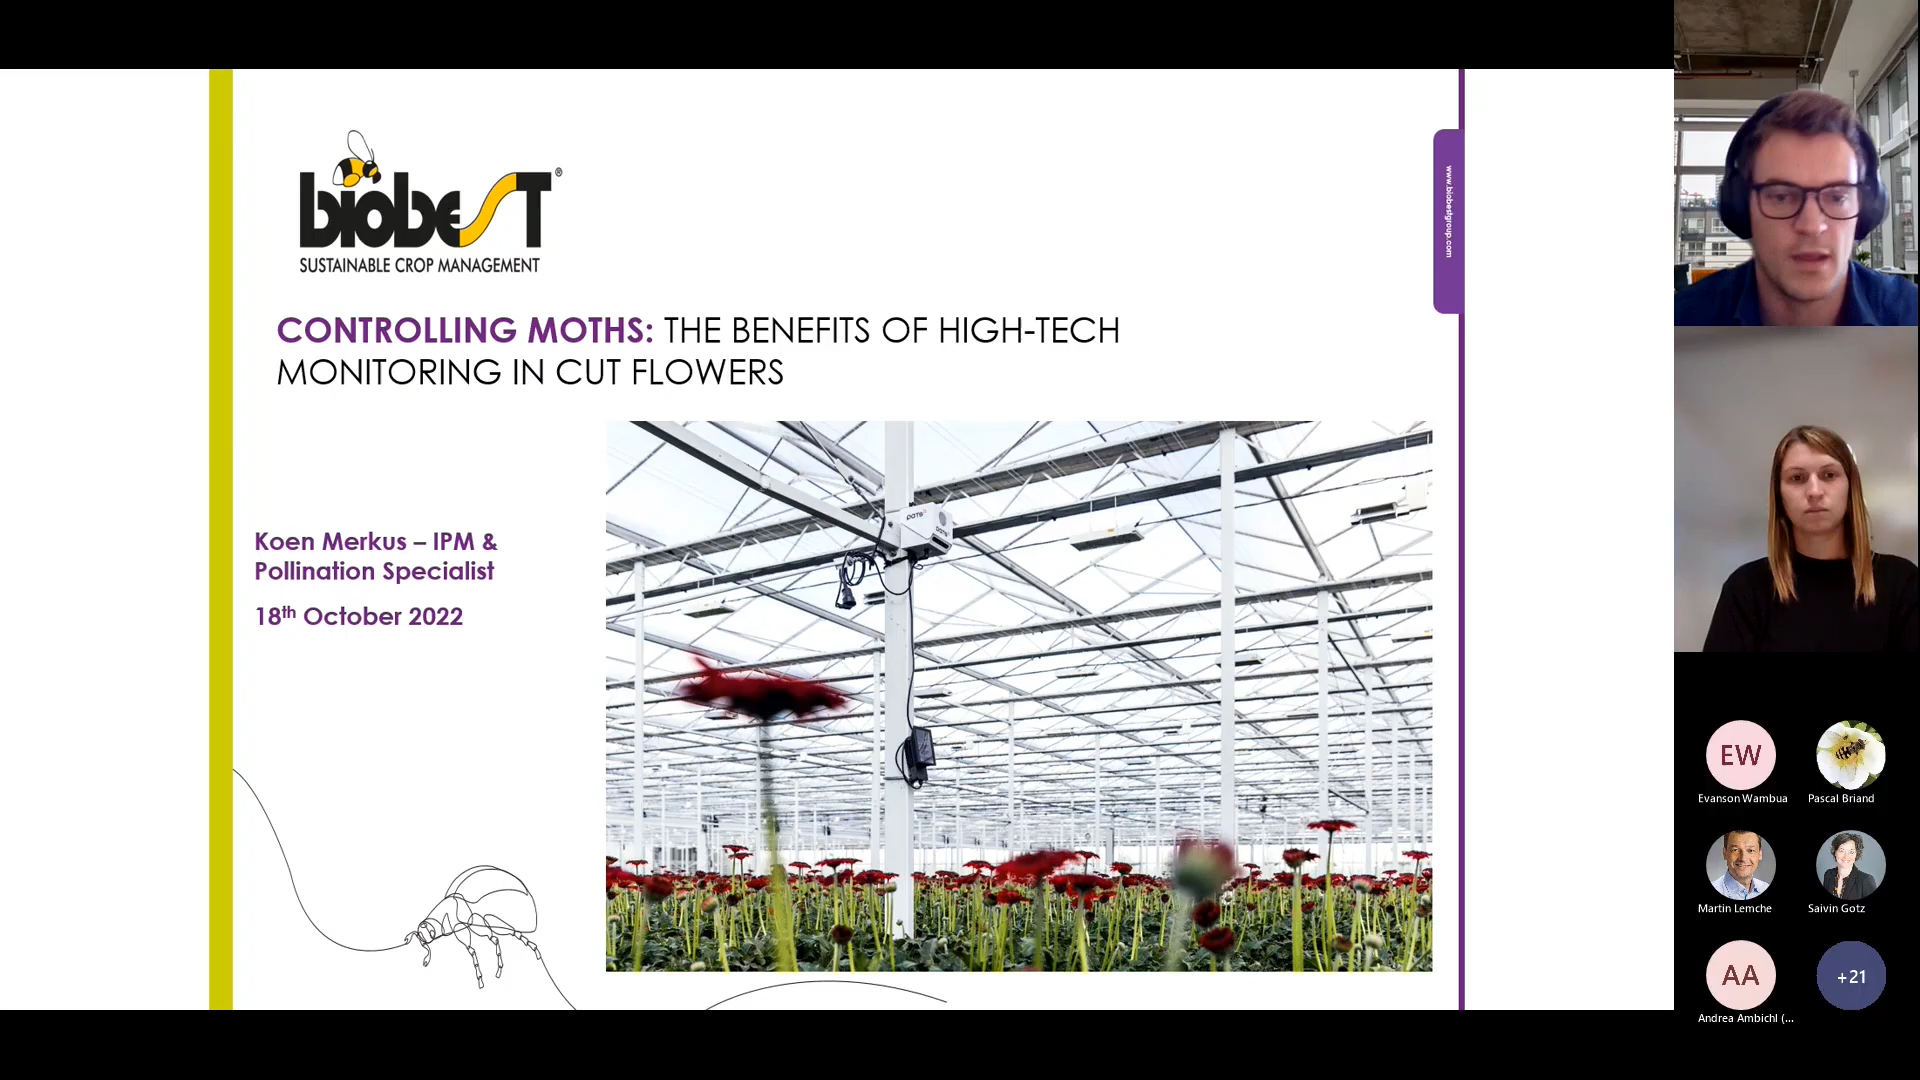 biobest®
SUSTAINABLE CROP MANAGEMENT
www.biobestgroup.com
CONTROLLING MOTHS: THE BENEFITS OF HIGH-TECH
MONITORING IN CUT FLOWERS
Koen Merkus – IPM &
Pollination Specialist
18th October 2022
PATS
PATS
EW
Evanson Wambua
Pascal Briand
Martin Lemche
Saivin Gotz
AA
Andrea Ambichl (...
+21